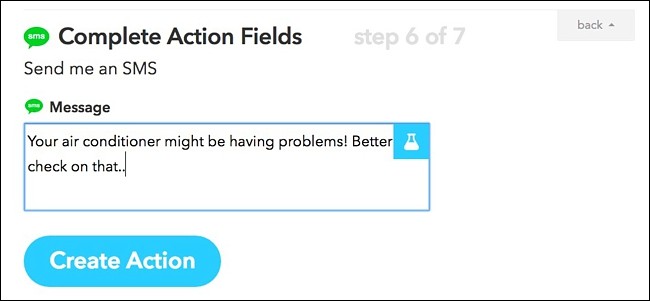 back
sms Complete Action Fields step 6 of 7
Send me an SMS
sms Message
Your air conditioner might be having problems! Better
check on that..
Create Action